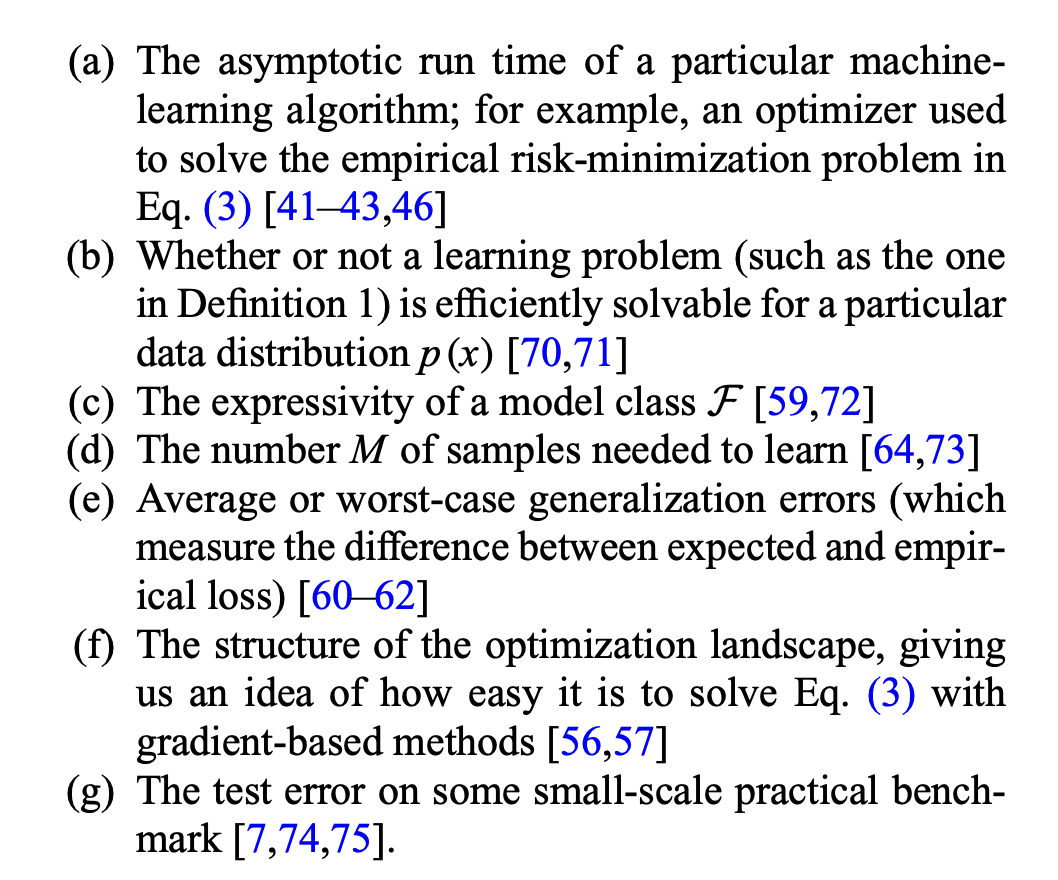 (a) The asymptotic run time of a particular machine-
learning algorithm; for example, an optimizer used
to solve the empirical risk-minimization problem in
Eq. (3) [41–43,46]
(b) Whether or not a learning problem (such as the one
in Definition 1) is efficiently solvable for a particular
data distribution p (x) [70,71]
(c) The expressivity of a model class ℱ [59,72]
(d) The number M of samples needed to learn [64,73]
(e) Average or worst-case generalization errors (which
measure the difference between expected and empir-
ical loss) [60–62]
(f) The structure of the optimization landscape, giving
us an idea of how easy it is to solve Eq. (3) with
gradient-based methods [56,57]
(g) The test error on some small-scale practical bench-
mark [7,74,75].